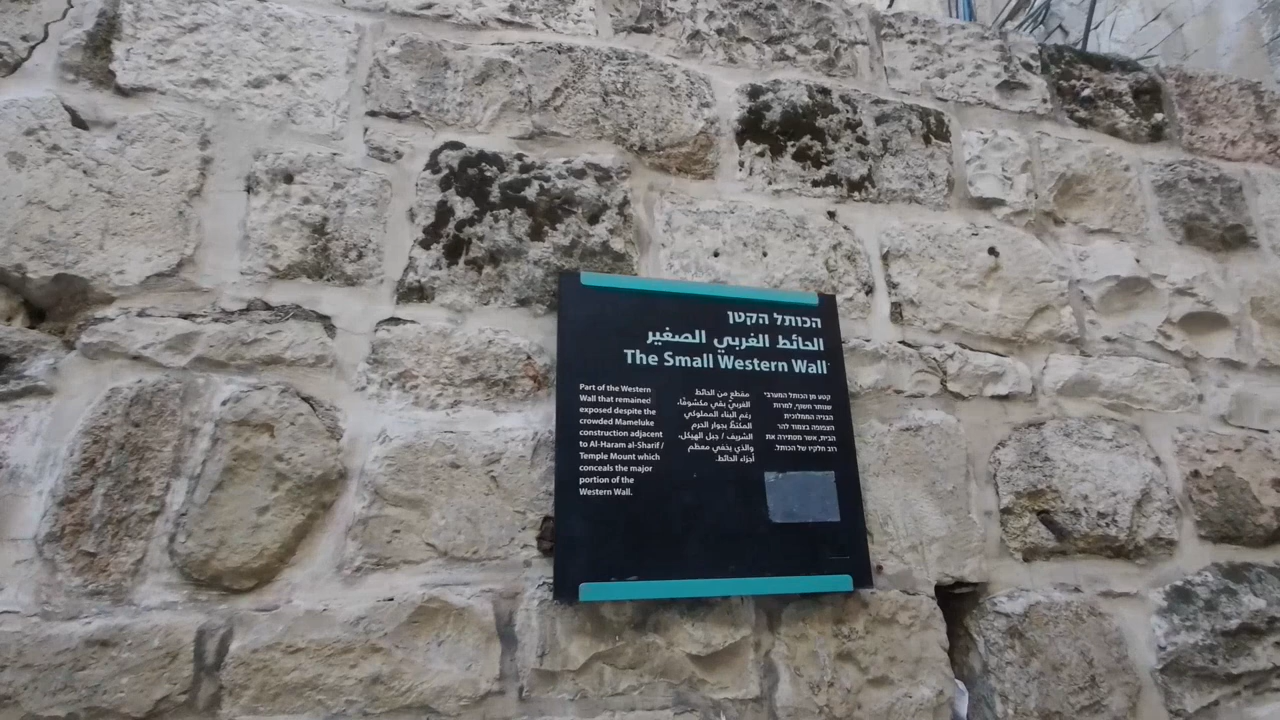 הכותל הקטן
الحائط الغربي الصغير
The Small Western Wall
Part of the Western
Wall that remained
exposed despite the
crowded Mameluke
construction adjacent
to Al-Haram al-Sharif /
Temple Mount which
conceals the major
portion of the
Western Wall.
مقطع من الحائط
الغربيّ بقي مكشوفًا،
رغم البناء المملوكي
المكتظّ بجوار الحرم
الشريف / جبل الهيكل،
والذي يخفي معظم
أجزاء الحائط.
קטע מן הכותל המערבי
שנותר חשוף, למרות
הבנייה הממלוכית
הצפופה בצמוד להר
הבית, אשר מסתירה את
רוב חלקיו של הכותל.